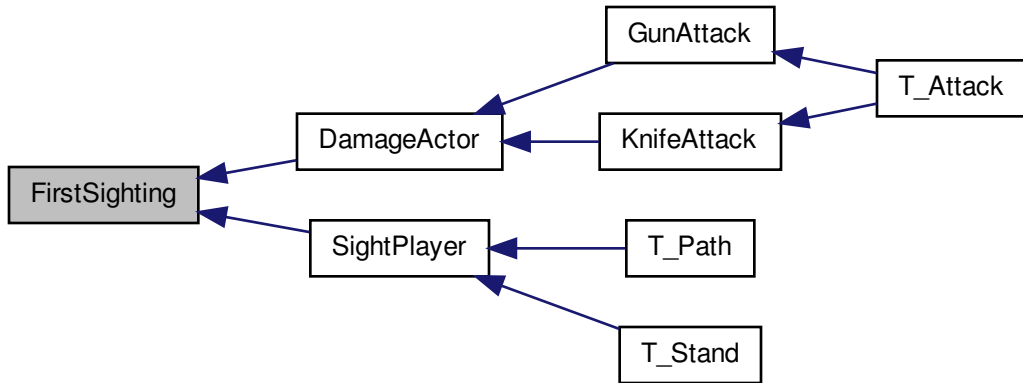 GunAttack
T_Attack
DamageActor
KnifeAttack
FirstSighting
SightPlayer
T_Path
T_Stand